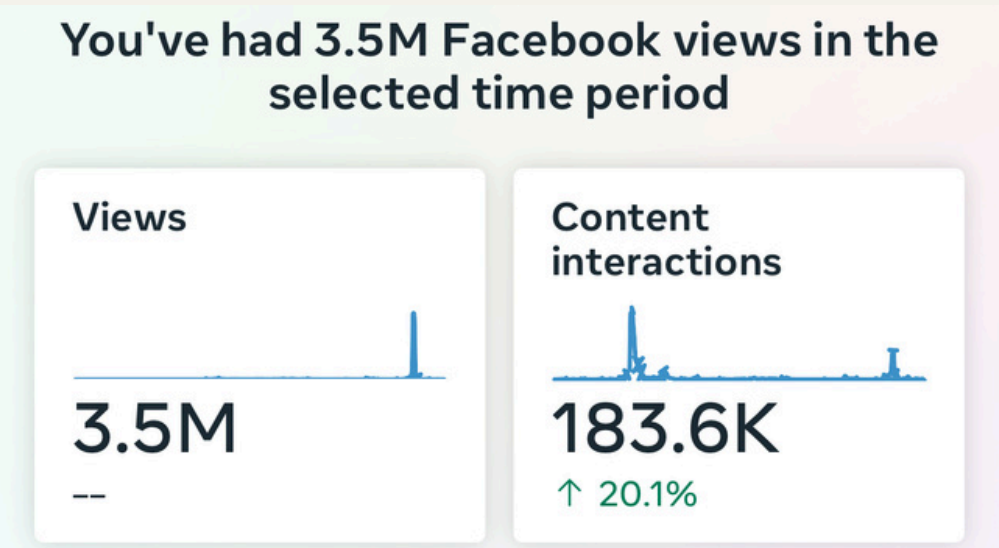 You've had 3.5M Facebook views in the
selected time period
Views
3.5M
--
Content
interactions
183.6K
↑ 20.1%